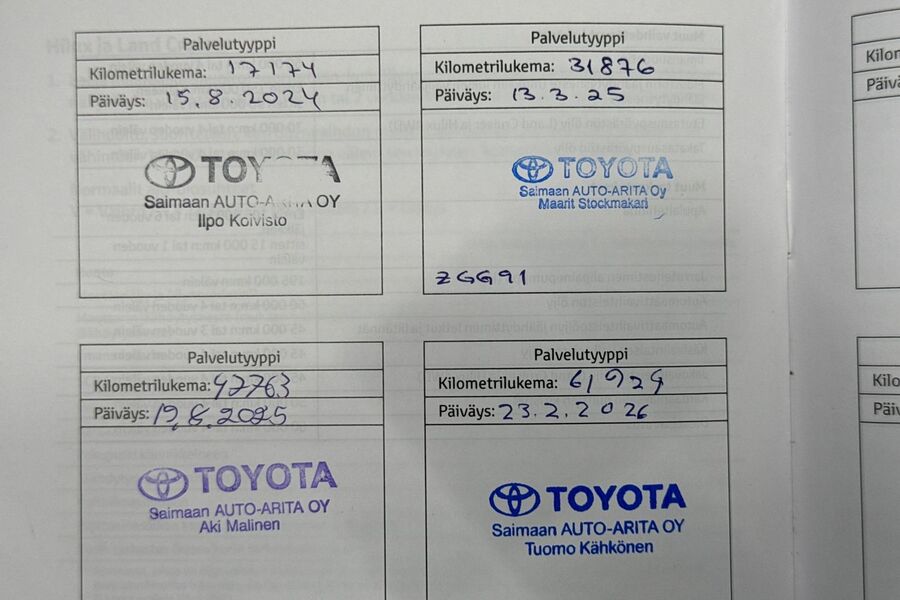 Palvelutyyppi
Kilometrilukema: 17174
Päiväys: 15.8.2024
TOYOTA
Saimaan AUTO-ARITA OY
Ilpo Koivisto
Palvelutyyppi
Kilometrilukema: 31876
Päiväys: 13.3.25
TOYOTA
Saimaan AUTO-ARITA Oy
Maarit Stockmakari
ZGG91
Palvelutyyppi
Kilometrilukema: 47763
Päiväys: 19.8.2025
TOYOTA
Saimaan AUTO-ARITA OY
Aki Malinen
Palvelutyyppi
Kilometrilukema: 61924
Päiväys: 23.2.2026
TOYOTA
Saimaan AUTO-ARITA OY
Tuomo Kähkönen